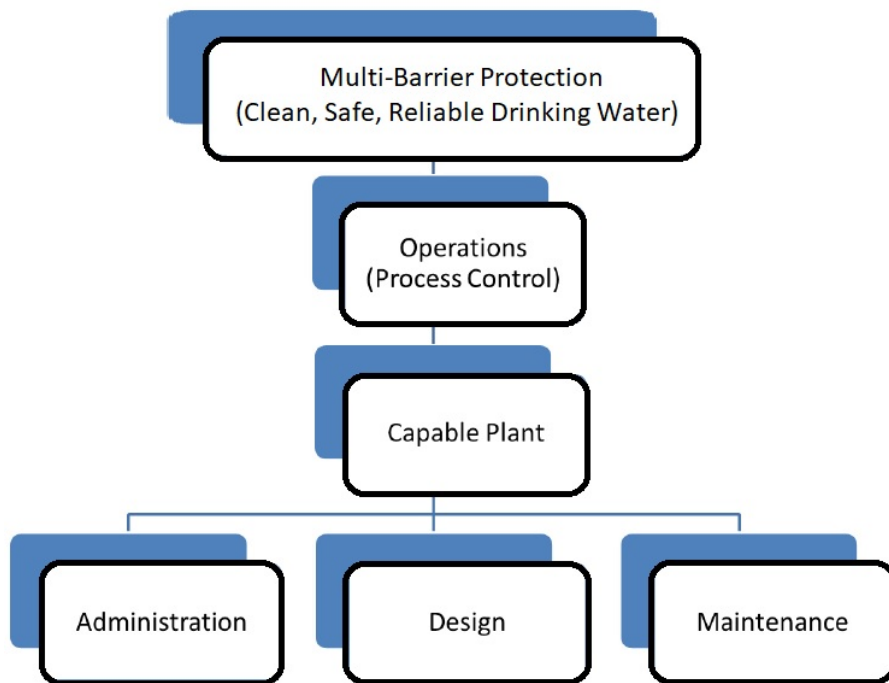 Multi-Barrier Protection
(Clean, Safe, Reliable Drinking Water)
Operations
(Process Control)
Capable Plant
Administration
Design
Maintenance